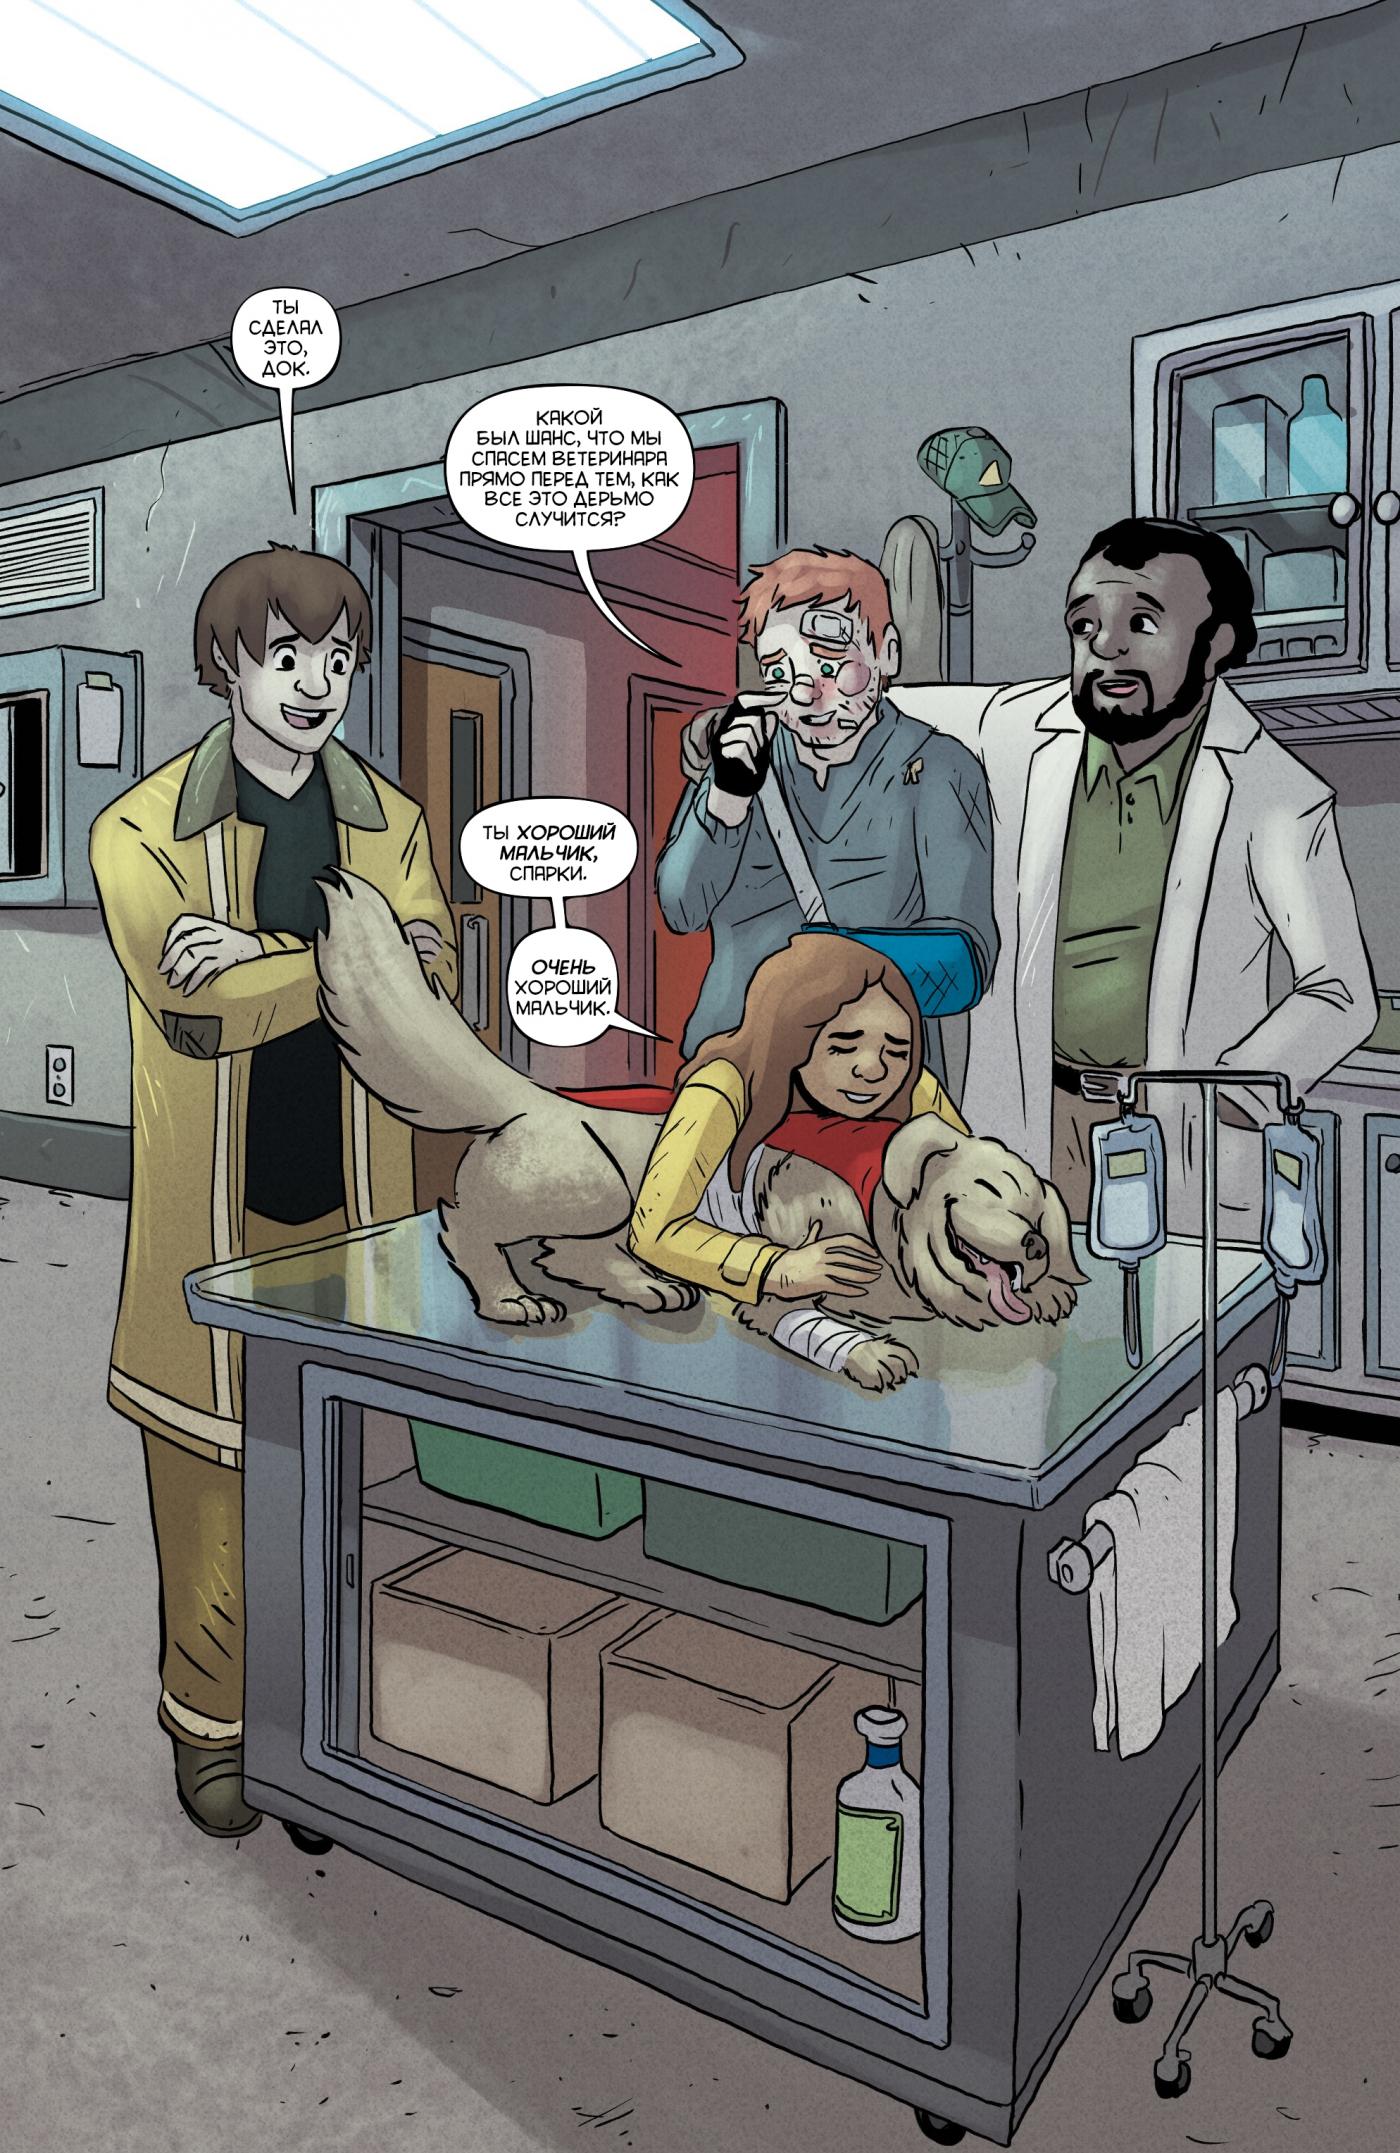 ТЫ
СДЕЛАЛ
ЭТО,
ДОК.
КАКОЙ
БЫЛ ШАНС, ЧТО МЫ
СПАСЕМ ВЕТЕРИНАРА
ПРЯМО ПЕРЕД ТЕМ, КАК
ВСЕ ЭТО ДЕРЬМО
СЛУЧИТСЯ?
ТЫ ХОРОШИЙ
МАЛЬЧИК,
СПАРКИ.
ОЧЕНЬ
ХОРОШИЙ
МАЛЬЧИК.